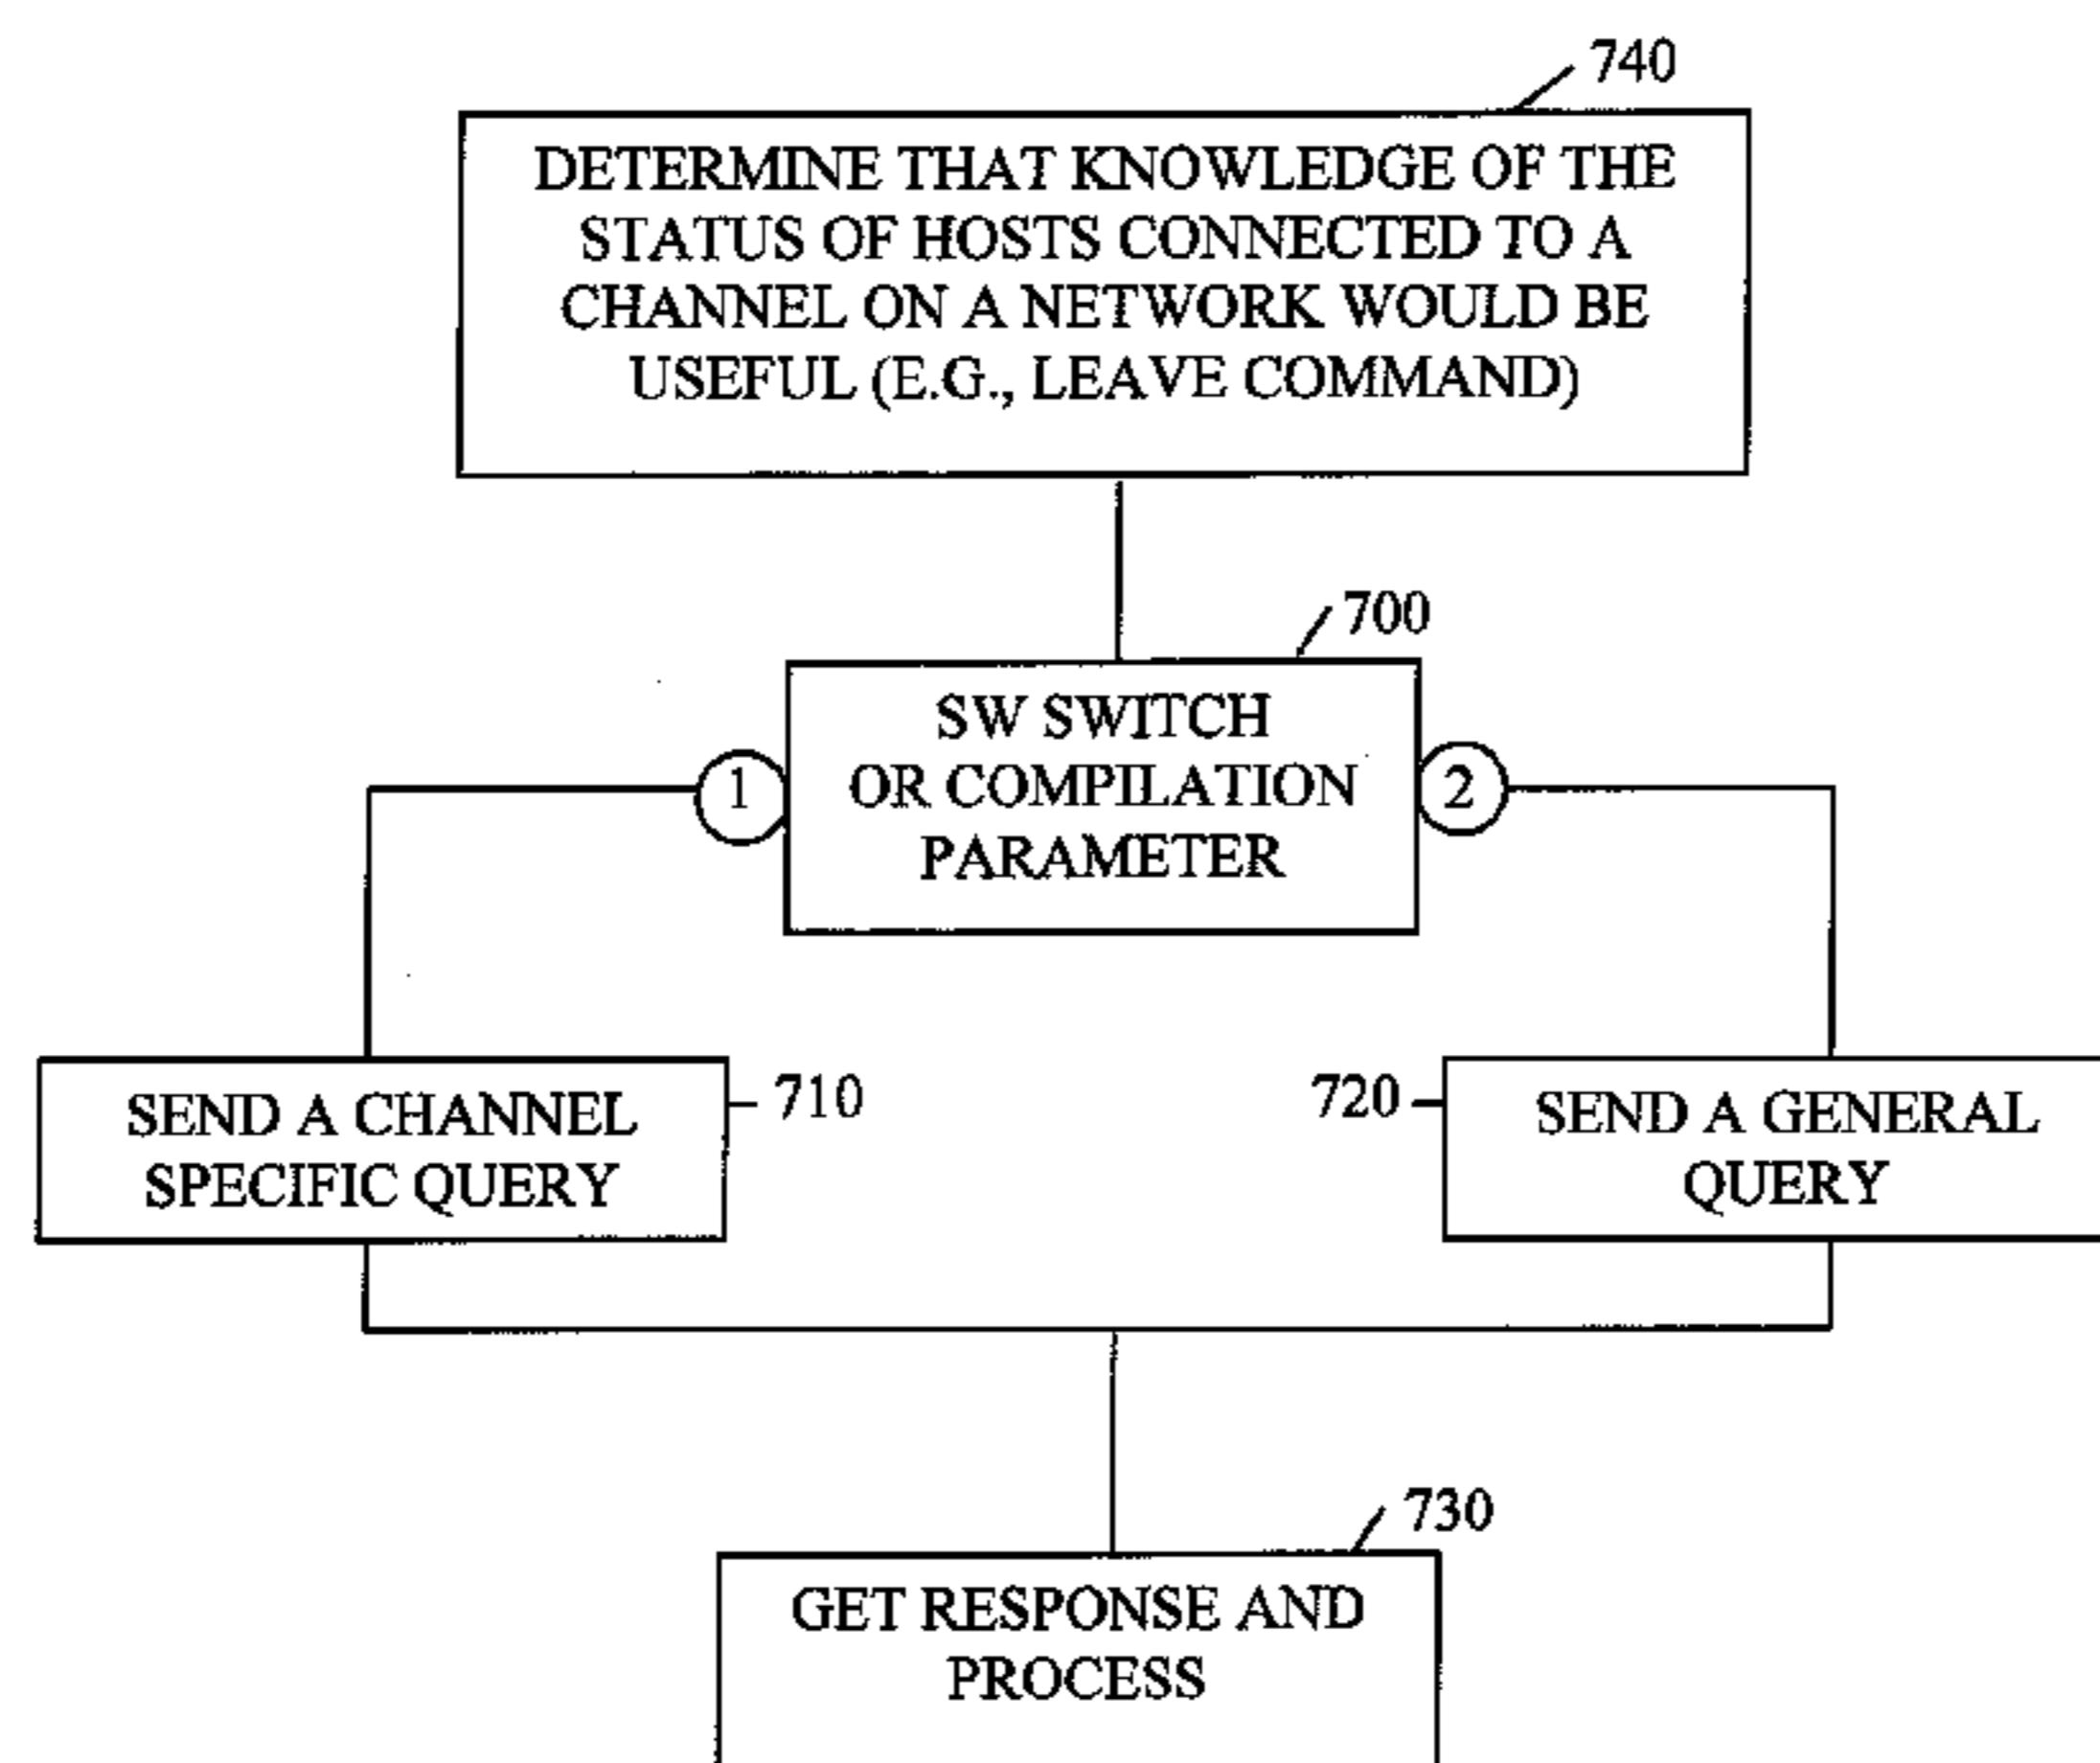 740
DETERMINE THAT KNOWLEDGE OF THE
STATUS OF HOSTS CONNECTED TO A
CHANNEL ON A NETWORK WOULD BE
USEFUL (E.G., LEAVE COMMAND)
700
SW SWITCH
OR COMPILATION
PARAMETER
1
2
SEND A CHANNEL
SPECIFIC QUERY
710
720
SEND A GENERAL
QUERY
730
GET RESPONSE AND
PROCESS